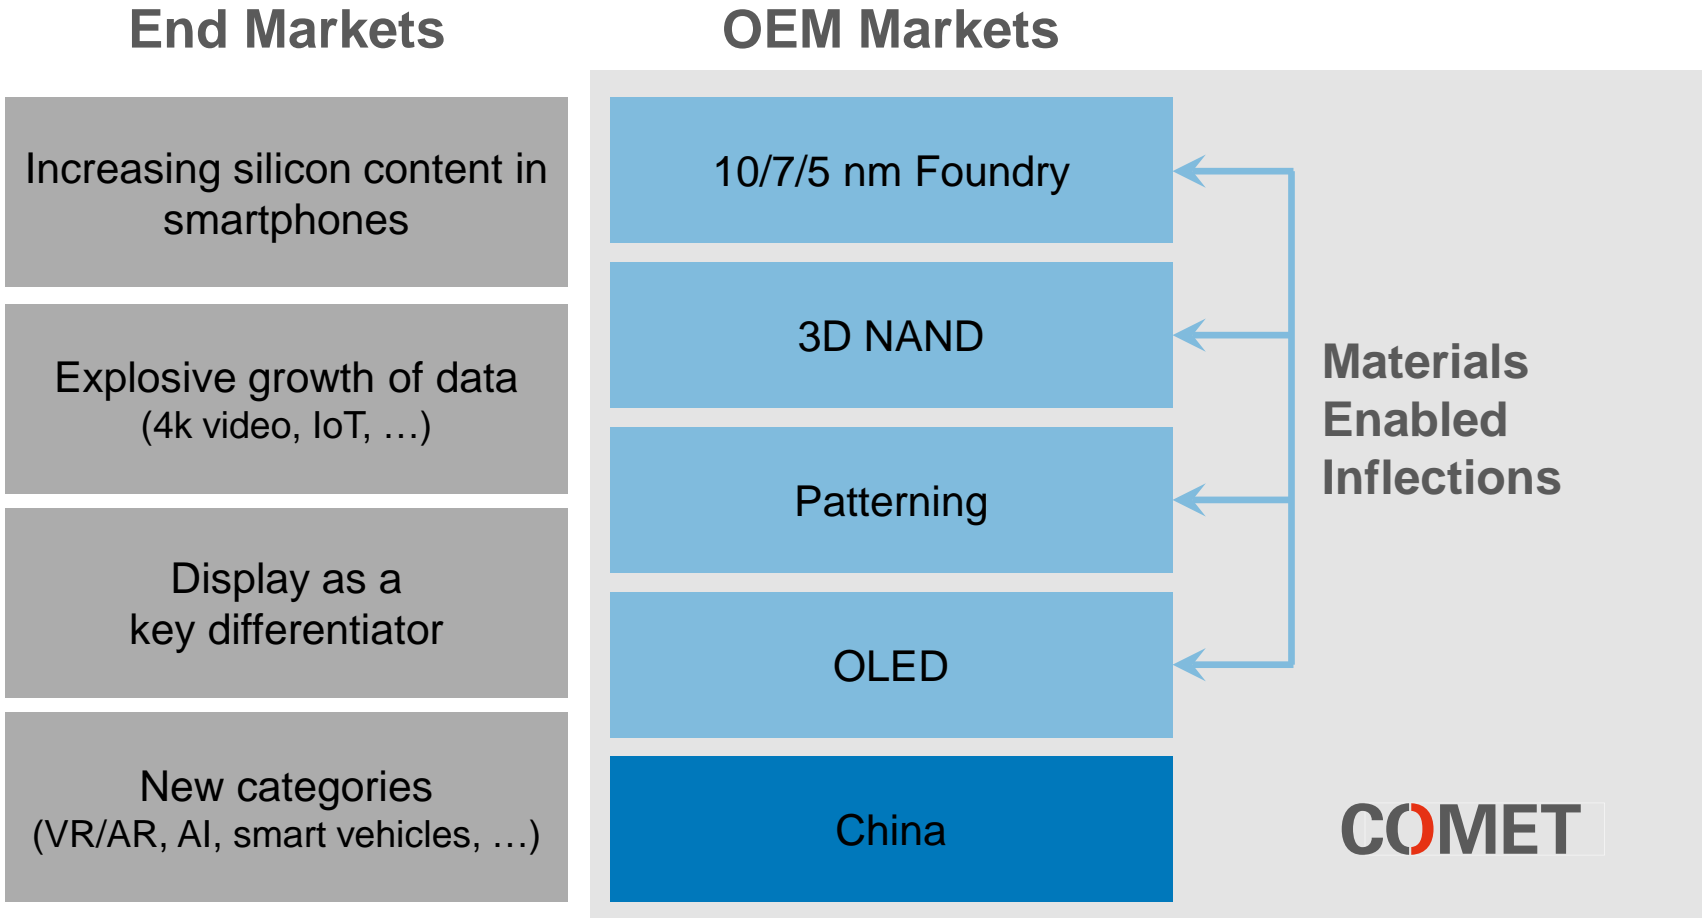 End Markets
OEM Markets
Increasing silicon content in
smartphones
Explosive growth of data
(4k video, IoT, …)
Display as a
key differentiator
New categories
(VR/AR, AI, smart vehicles, …)
10/7/5 nm Foundry
3D NAND
Patterning
OLED
China
Materials
Enabled
Inflections
COMET